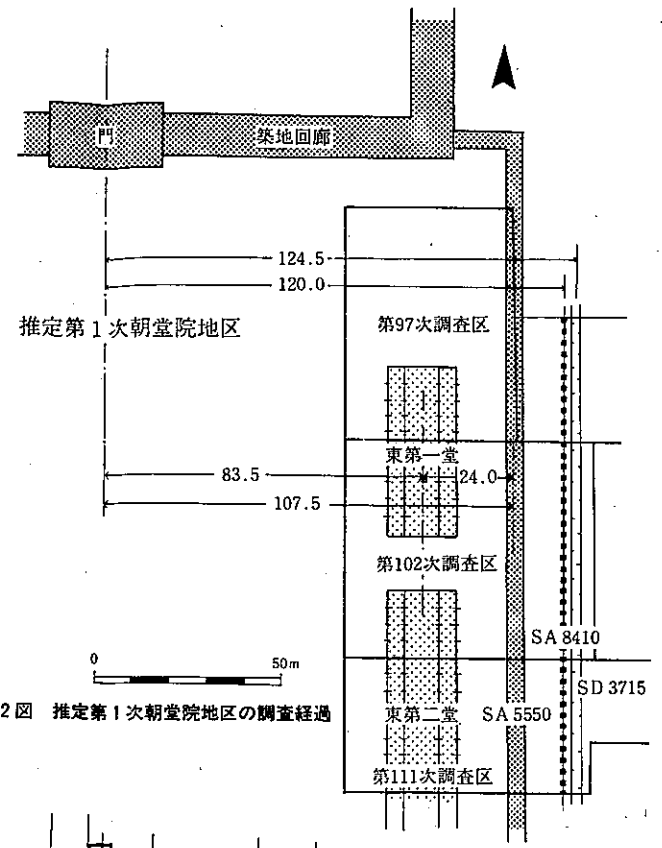 門
築地回廊
124.5
120.0
推定第1次朝堂院地区
第97次調査区
東第一堂
83.5
24.0
107.5
第102次調査区
SA 8410
0
50m
SD 3715
2図 推定第1次朝堂院地区の調査経過
東第二堂
SA 5550
第111次調査区